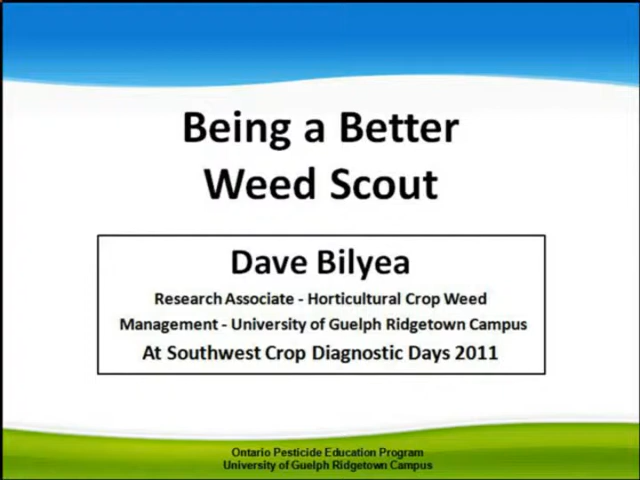 Being a Better
Weed Scout
Dave Bilyea
Research Associate - Horticultural Crop Weed
Management - University of Guelph Ridgetown Campus
At Southwest Crop Diagnostic Days 2011
Ontario Pesticide Education Program
University of Guelph Ridgetown Campus